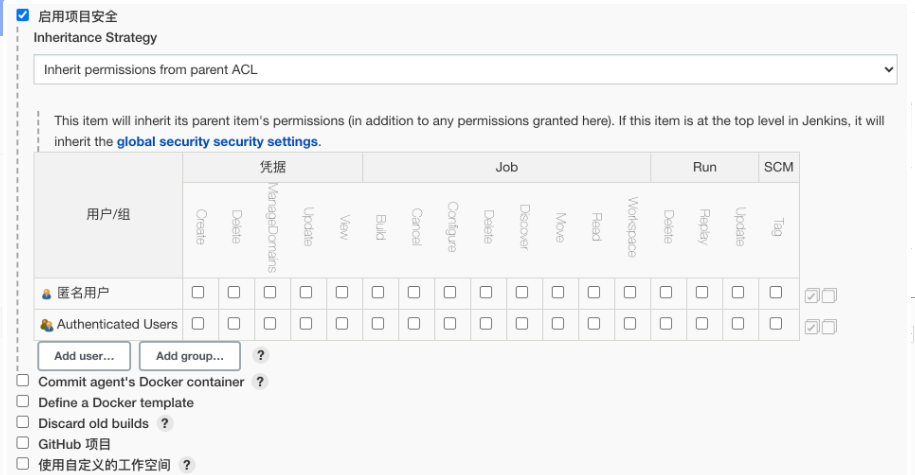 启用项目安全
Inheritance Strategy
Inherit permissions from parent ACL
This item will inherit its parent item's permissions (in addition to any permissions granted here). If this item is at the top level in Jenkins, it will
inherit the global security security settings.
用户/组 凭据 Job Run SCM
Create Delete ManageDomains Update View Build Cancel Configure Delete Discover Move Read Workspace Delete Replay Update Tag
匿名用户
Authenticated Users
Add user... Add group... ?
Commit agent's Docker container ?
Define a Docker template
Discard old builds ?
GitHub 项目
使用自定义的工作空间 ?